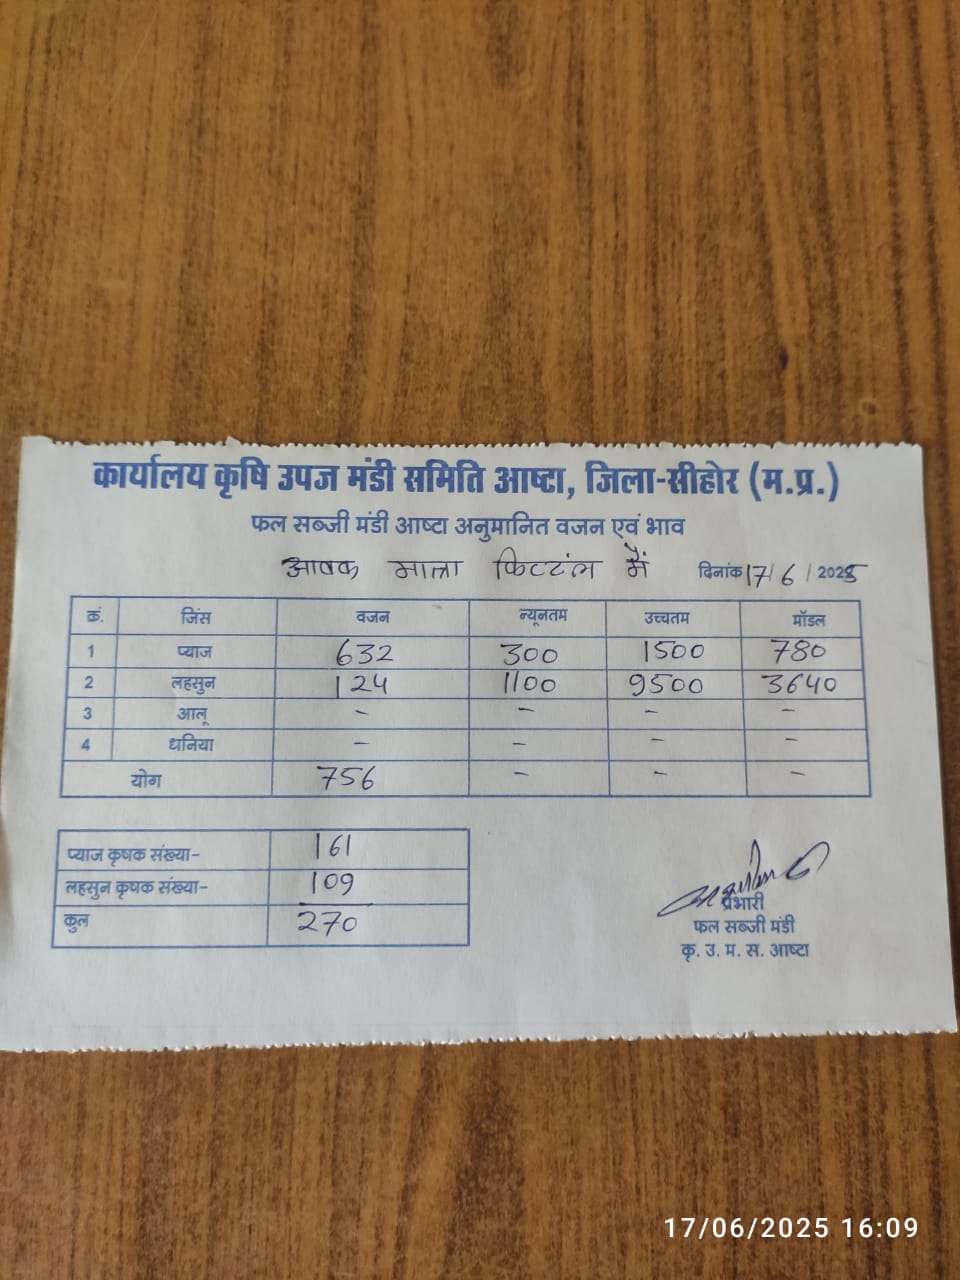 कार्यालय कृषि उपज मंडी समिति आष्टा, जिला-सीहोर (म.प्र.)
फल सब्जी मंडी आष्टा अनुमानित वजन एवं भाव
आवक मात्रा क्विटंल में दिनांक 17/6/2025
क्रं. जिंस वजन न्यूनतम उच्चतम मॉडल
1 प्याज 632 300 1500 780
2 लहसुन 124 1100 9500 3640
3 आलू - - - -
4 धनिया - - - -
योग 756 - - -
प्याज कृषक संख्या- 161
लहसुन कृषक संख्या- 109
कुल 270
प्रभारी
फल सब्जी मंडी
कृ. उ. म. स. आष्टा
17/06/2025 16:09